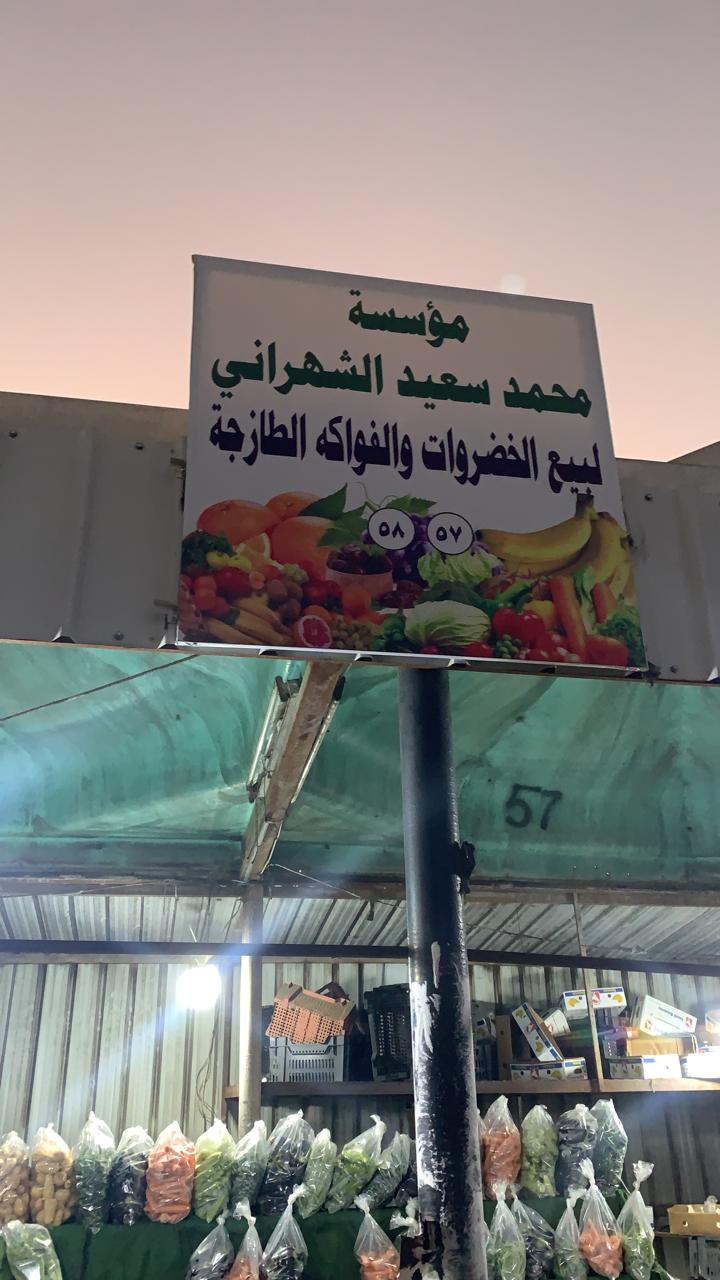 مؤسسة
محمد سعيد الشهراني
لبيع الخضروات والفواكه الطازجة
٥٨ ٥٧
57